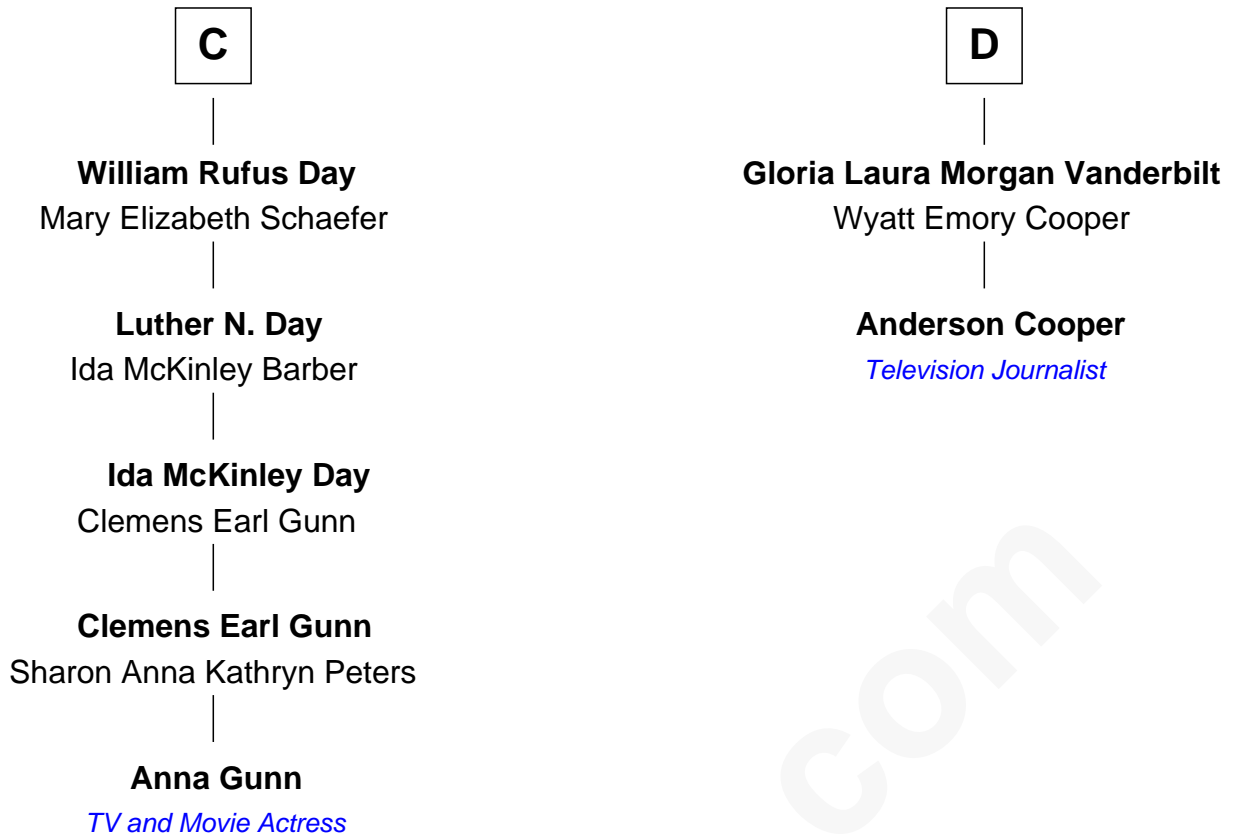 C
William Rufus Day
Mary Elizabeth Schaefer
Luther N. Day
Ida McKinley Barber
Ida McKinley Day
Clemens Earl Gunn
Clemens Earl Gunn
Sharon Anna Kathryn Peters
Anna Gunn
TV and Movie Actress
D
Gloria Laura Morgan Vanderbilt
Wyatt Emory Cooper
Anderson Cooper
Television Journalist
com